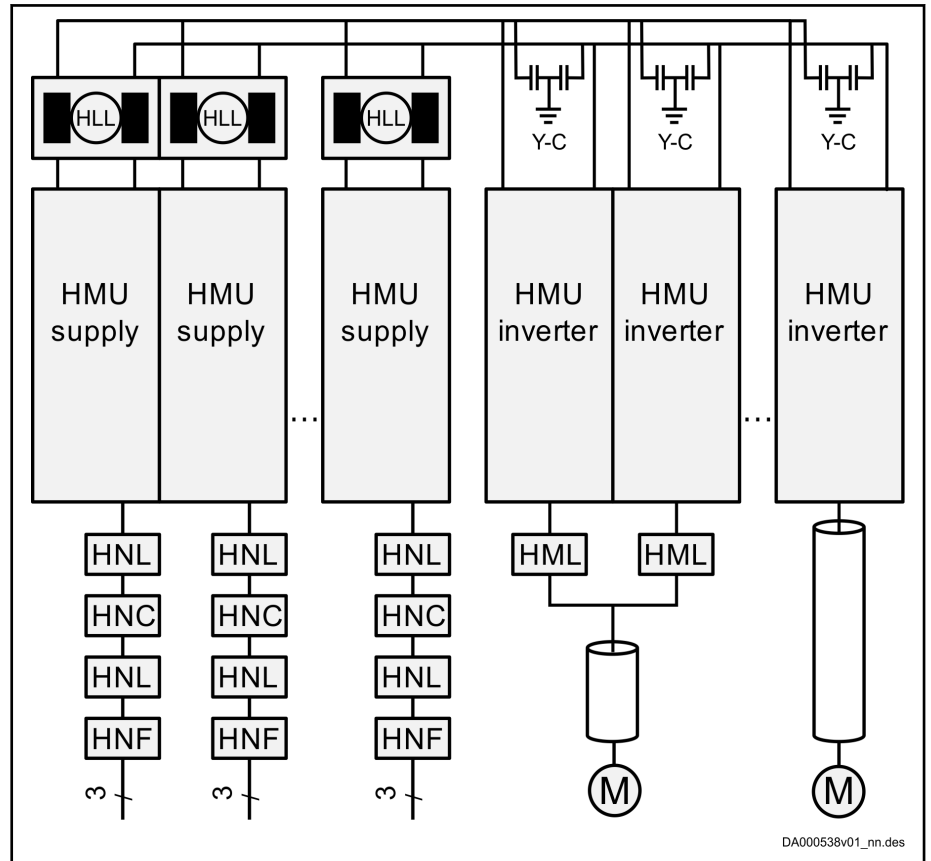 HLL
HLL
HLL
Y-C
Y-C
Y-C
HMU
supply
HMU
supply
HMU
supply
HMU
inverter
HMU
inverter
HMU
inverter
...
...
HNL
HNL
HNL
HML
HML
HNC
HNC
HNC
HNL
HNL
HNL
HNF
HNF
HNF
3
3
3
M
M
DA000538v01_nn.des